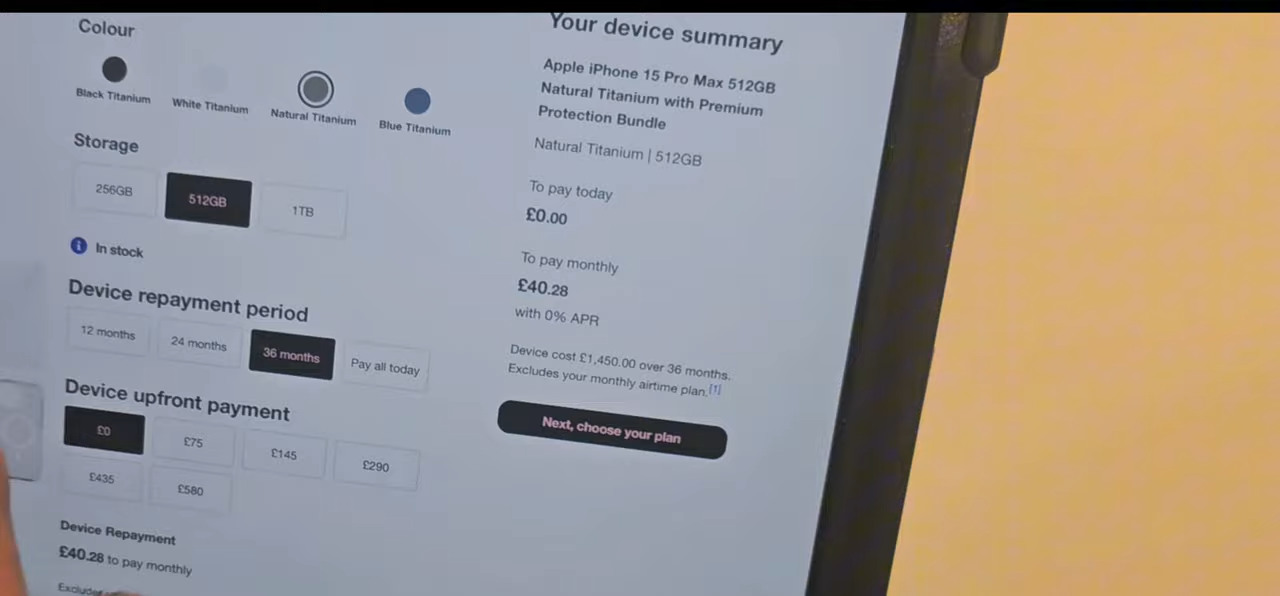 Colour
Black Titanium
White Titanium
Natural Titanium
Blue Titanium
Storage
256GB
512GB
1TB
i In stock
Device repayment period
12 months
24 months
36 months
Pay all today
Device upfront payment
£0
£75
£145
£290
£435
£580
Device Repayment
£40.28 to pay monthly
Your device summary
Apple iPhone 15 Pro Max 512GB
Natural Titanium with Premium
Protection Bundle
Natural Titanium | 512GB
To pay today
£0.00
To pay monthly
£40.28
with 0% APR
Device cost £1,450.00 over 36 months.
Excludes your monthly airtime plan.[1]
Next, choose your plan